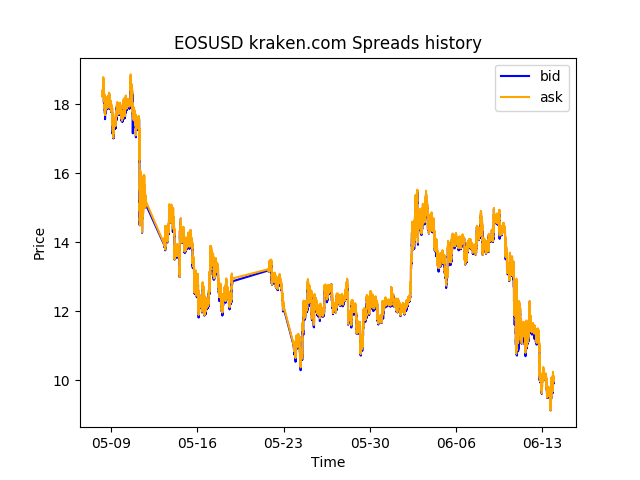 EOSUSD kraken.com Spreads history
bid
ask
Price
18
16
14
12
10
05-09 05-16 05-23 05-30 06-06 06-13
Time